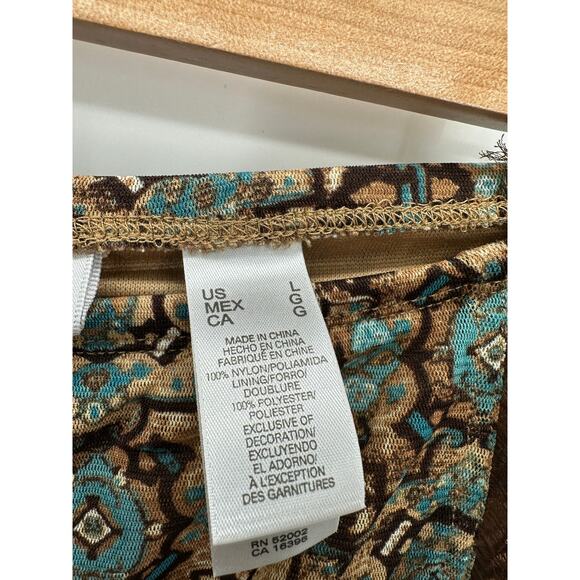 US L
MEX G
CA G
MADE IN CHINA
HECHO EN CHINA
FABRIQUÉ EN CHINE
100% NYLON/POLIAMIDA
LINING/FORRO/
DOUBLURE
100% POLYESTER/
POLIESTER
EXCLUSIVE OF
DECORATION/
EXCLUYENDO
EL ADORNO/
À L'EXCEPTION
DES GARNITURES
RN 52002
CA 16396